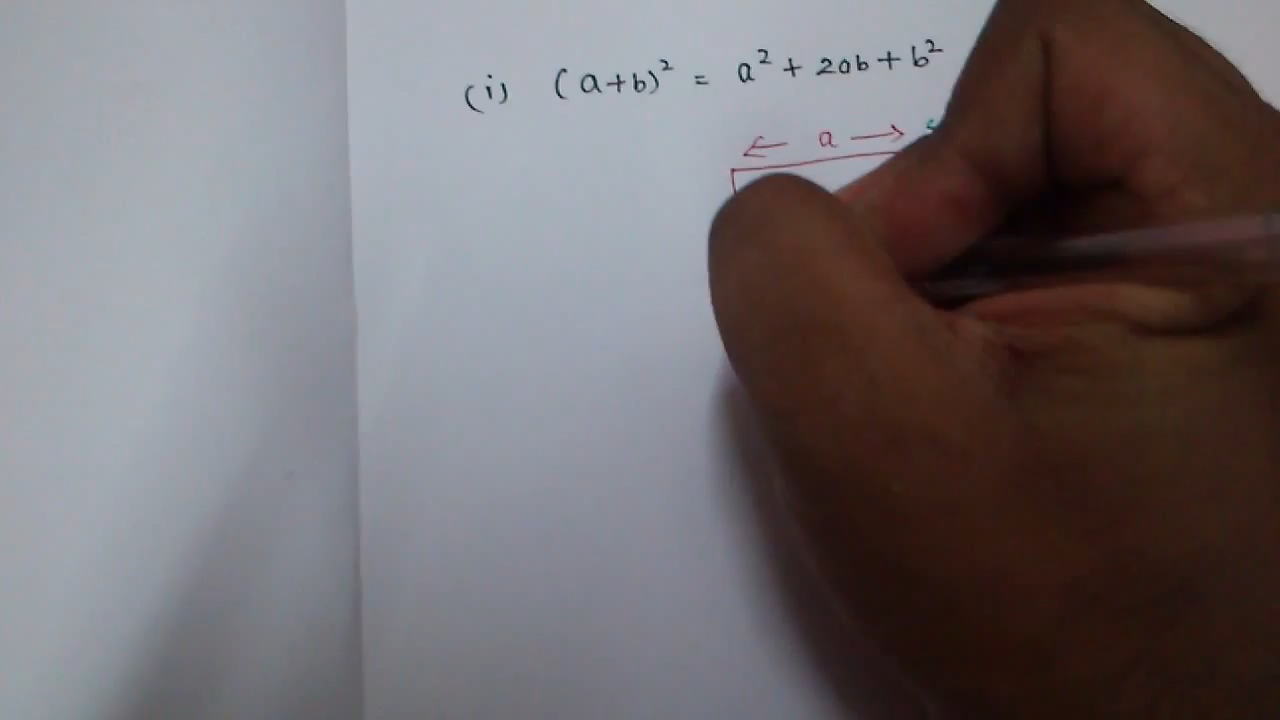 (i) (a+b)² = a² + 2ab + b²
← a →